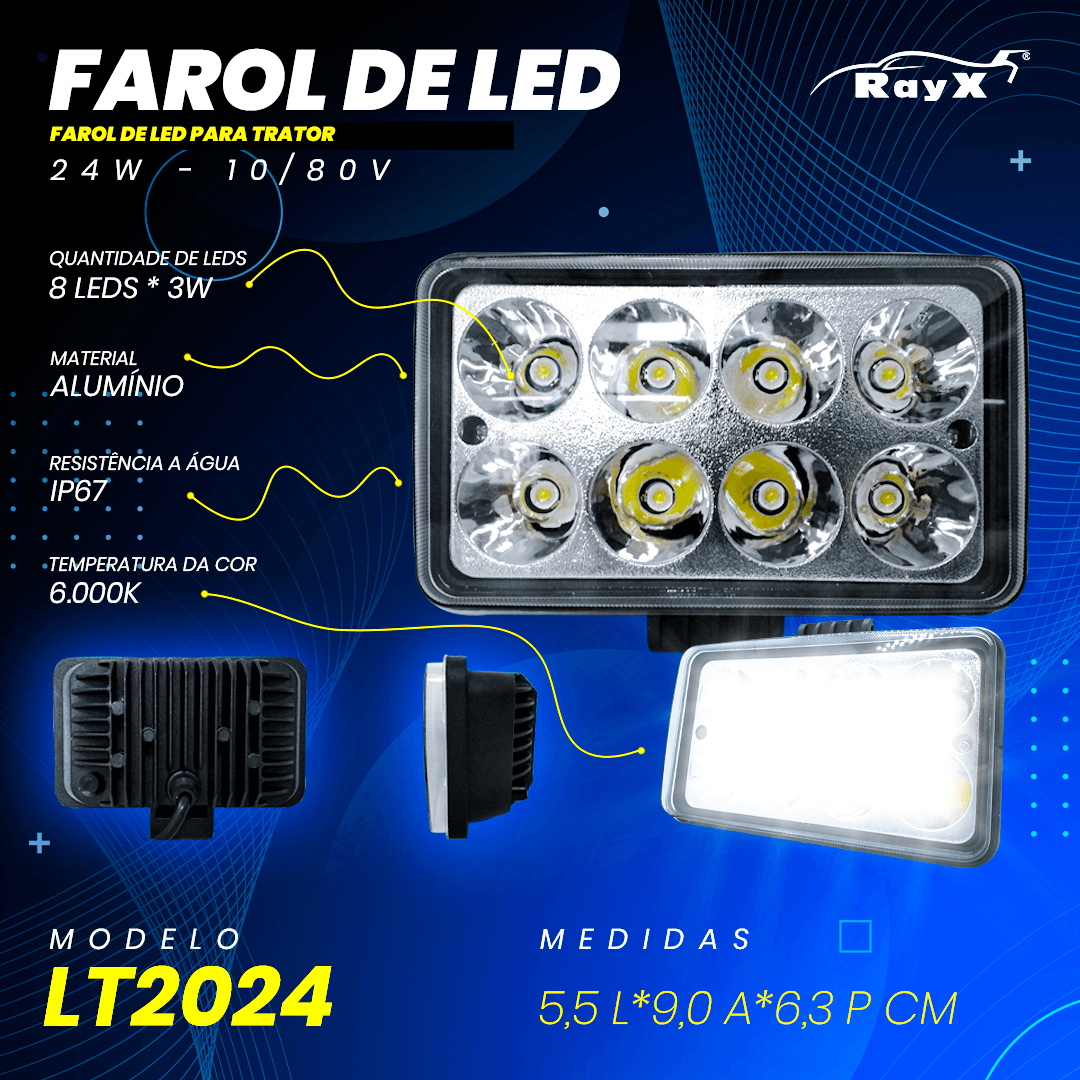 FAROL DE LED
RayX®
FAROL DE LED PARA TRATOR
24W - 10/80V
QUANTIDADE DE LEDS
8 LEDS * 3W
MATERIAL
ALUMÍNIO
RESISTÊNCIA A ÁGUA
IP67
TEMPERATURA DA COR
6.000K
MODELO
LT2024
MEDIDAS
5,5 L*9,0 A*6,3 P CM